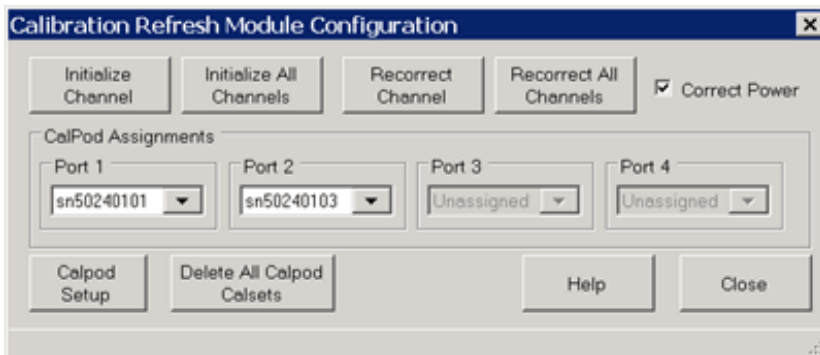 Calibration Refresh Module Configuration
Initialize
Channel
Initialize All
Channels
Recorrect
Channel
Recorrect All
Channels
Correct Power
CalPod Assignments
Port 1
Port 2
Port 3
Port 4
sn50240101
sn50240103
Unassigned
Unassigned
Calpod
Setup
Delete All Calpod
Calsets
Help
Close